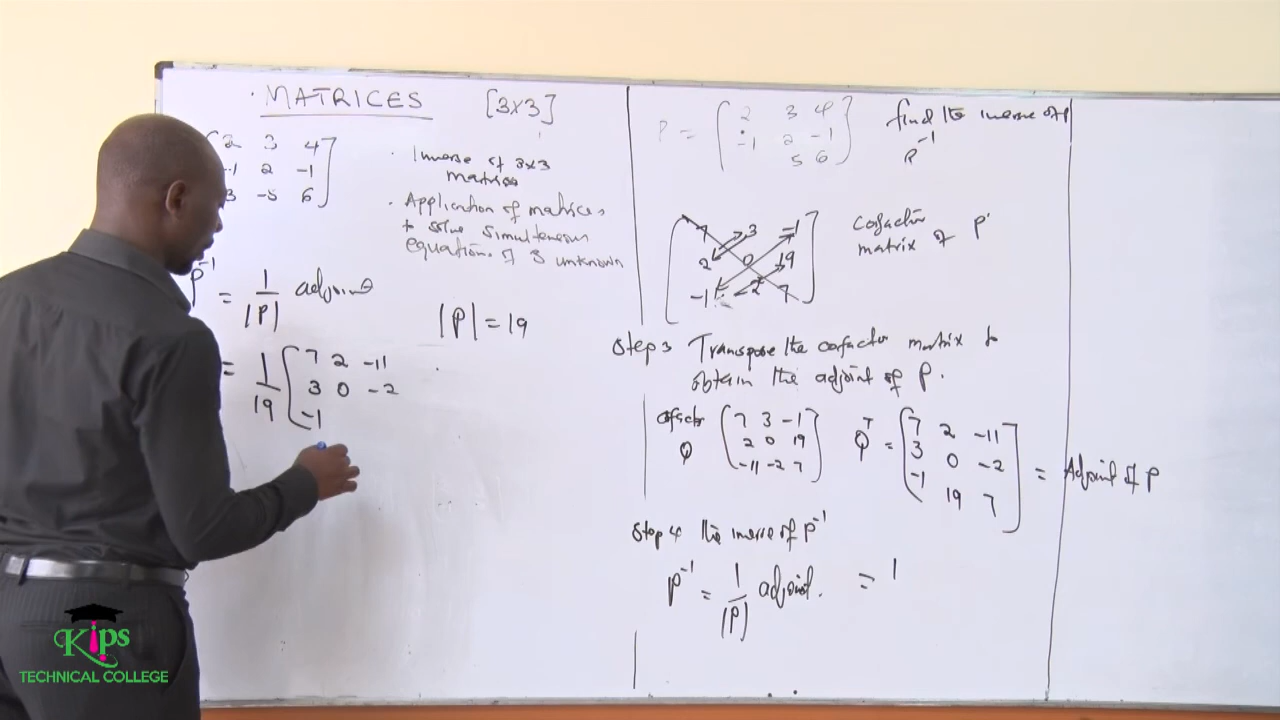 MATRICES [3x3]
2 3 4
-1 2 -1
3 -5 6
• Inverse of 3x3
matrices
• Application of matrices
to solve simultaneous
equations of 3 unknown
P⁻¹ = 1/|P| adjoint
|P| = 19
= 1/19
7 2 -11
3 0 -2
-1
P =
2 3 4
-1 2 -1
5 6
find the inverse of P
P⁻¹
7 3 -1
2 0 19
-1 -2 7
cofactor
matrix of P
Step 3 Transpose the cofactor matrix to
obtain the adjoint of P.
cofactor
Q
7 3 -1
2 0 19
-11 -2 7
Qᵀ =
7 2 -11
3 0 -2
-1 19 7
= Adjoint of P
Step 4 the inverse of P⁻¹
P⁻¹ = 1/|P| adjoint. = 1
Kips
TECHNICAL COLLEGE